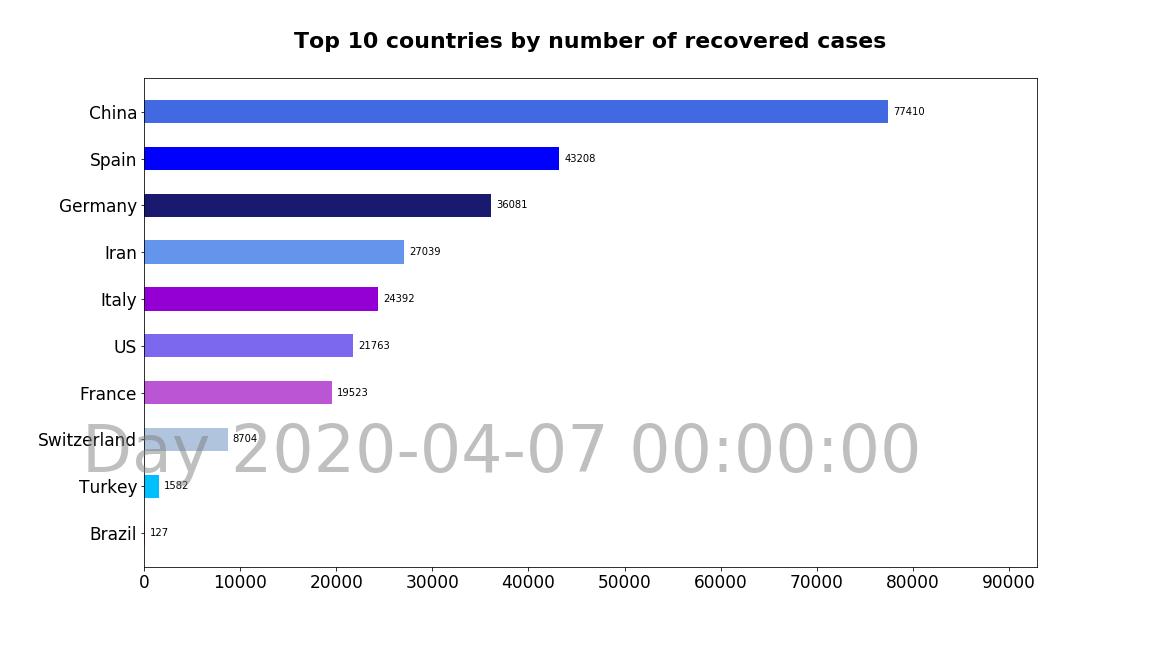 Top 10 countries by number of recovered cases
China 77410
Spain 43208
Germany 36081
Iran 27039
Italy 24392
US 21763
France 19523
Switzerland 8704
Day 2020-04-07 00:00:00
Turkey 1582
Brazil 127
0 10000 20000 30000 40000 50000 60000 70000 80000 90000